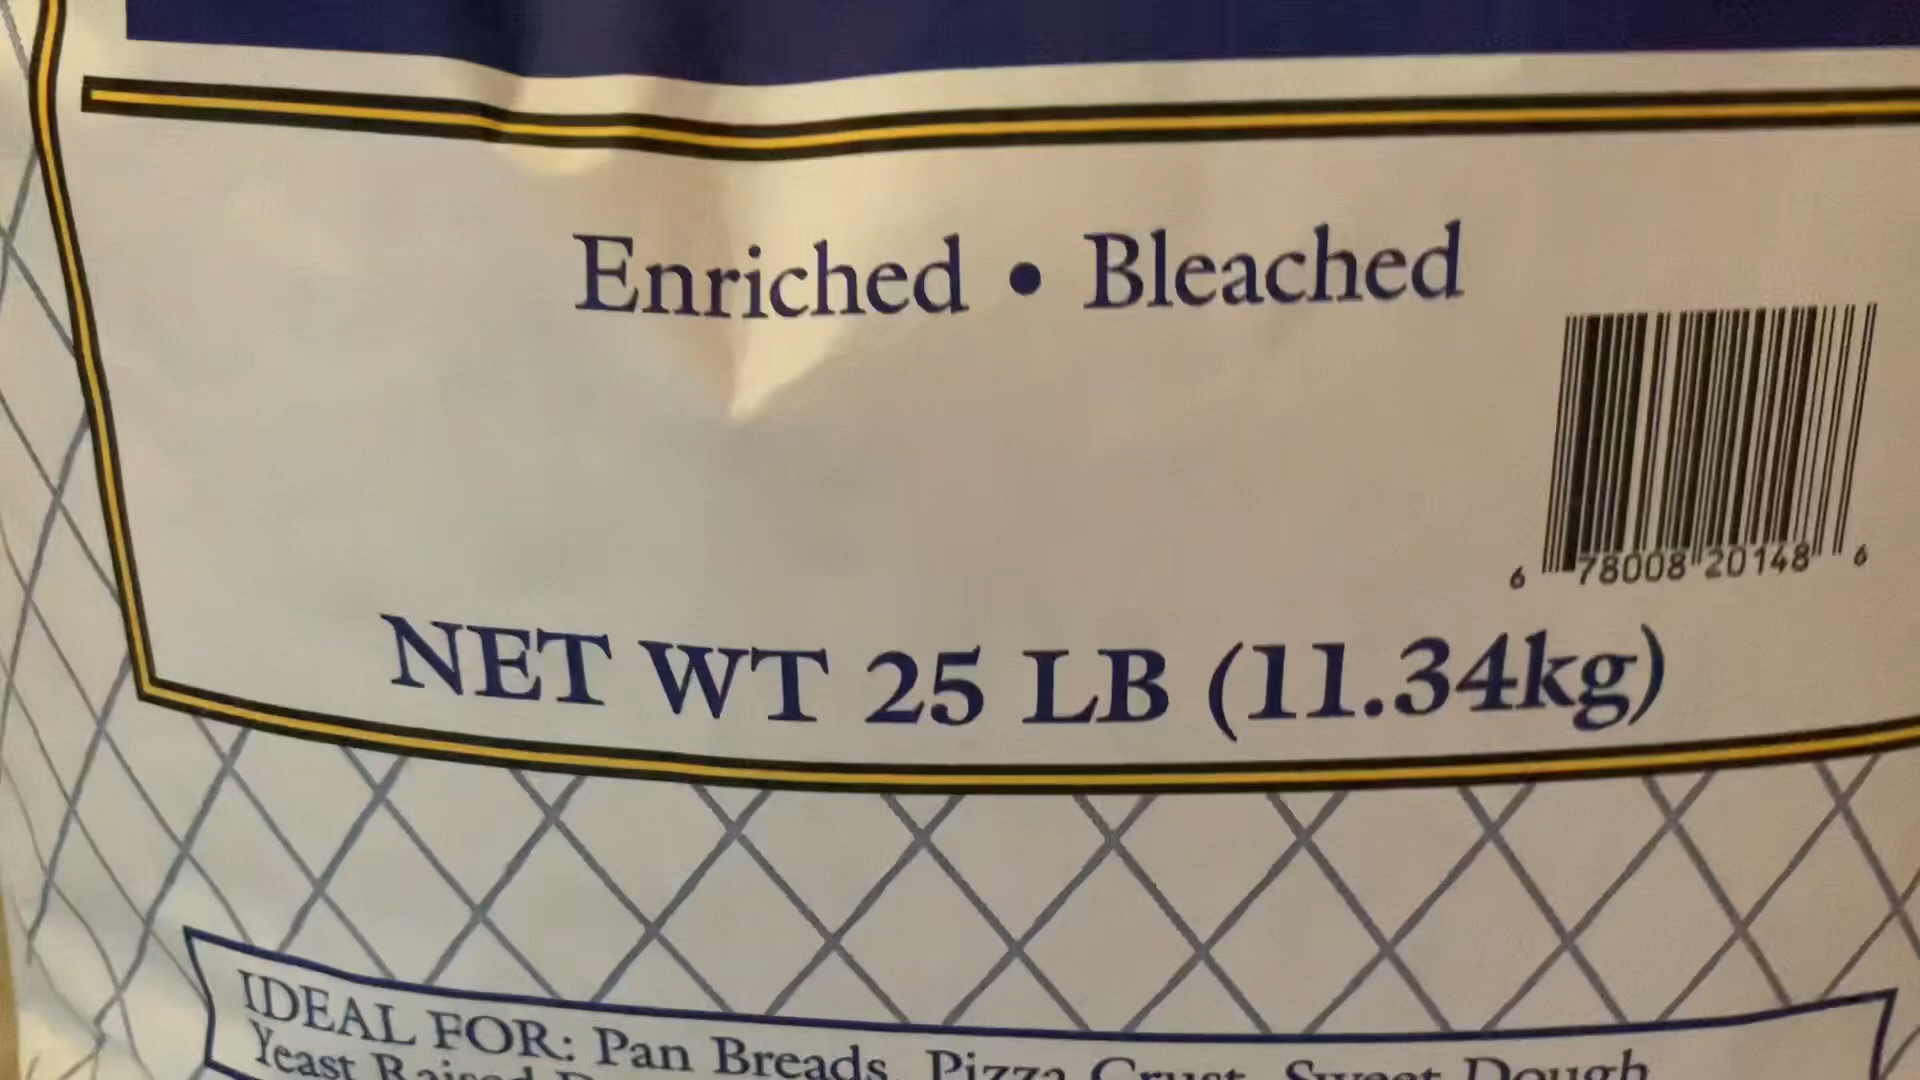 Enriched • Bleached
6 78008 20148 6
NET WT 25 LB (11.34kg)
IDEAL FOR: Pan Breads, Pizza Crust, Sweet Dough
Yeast Raised